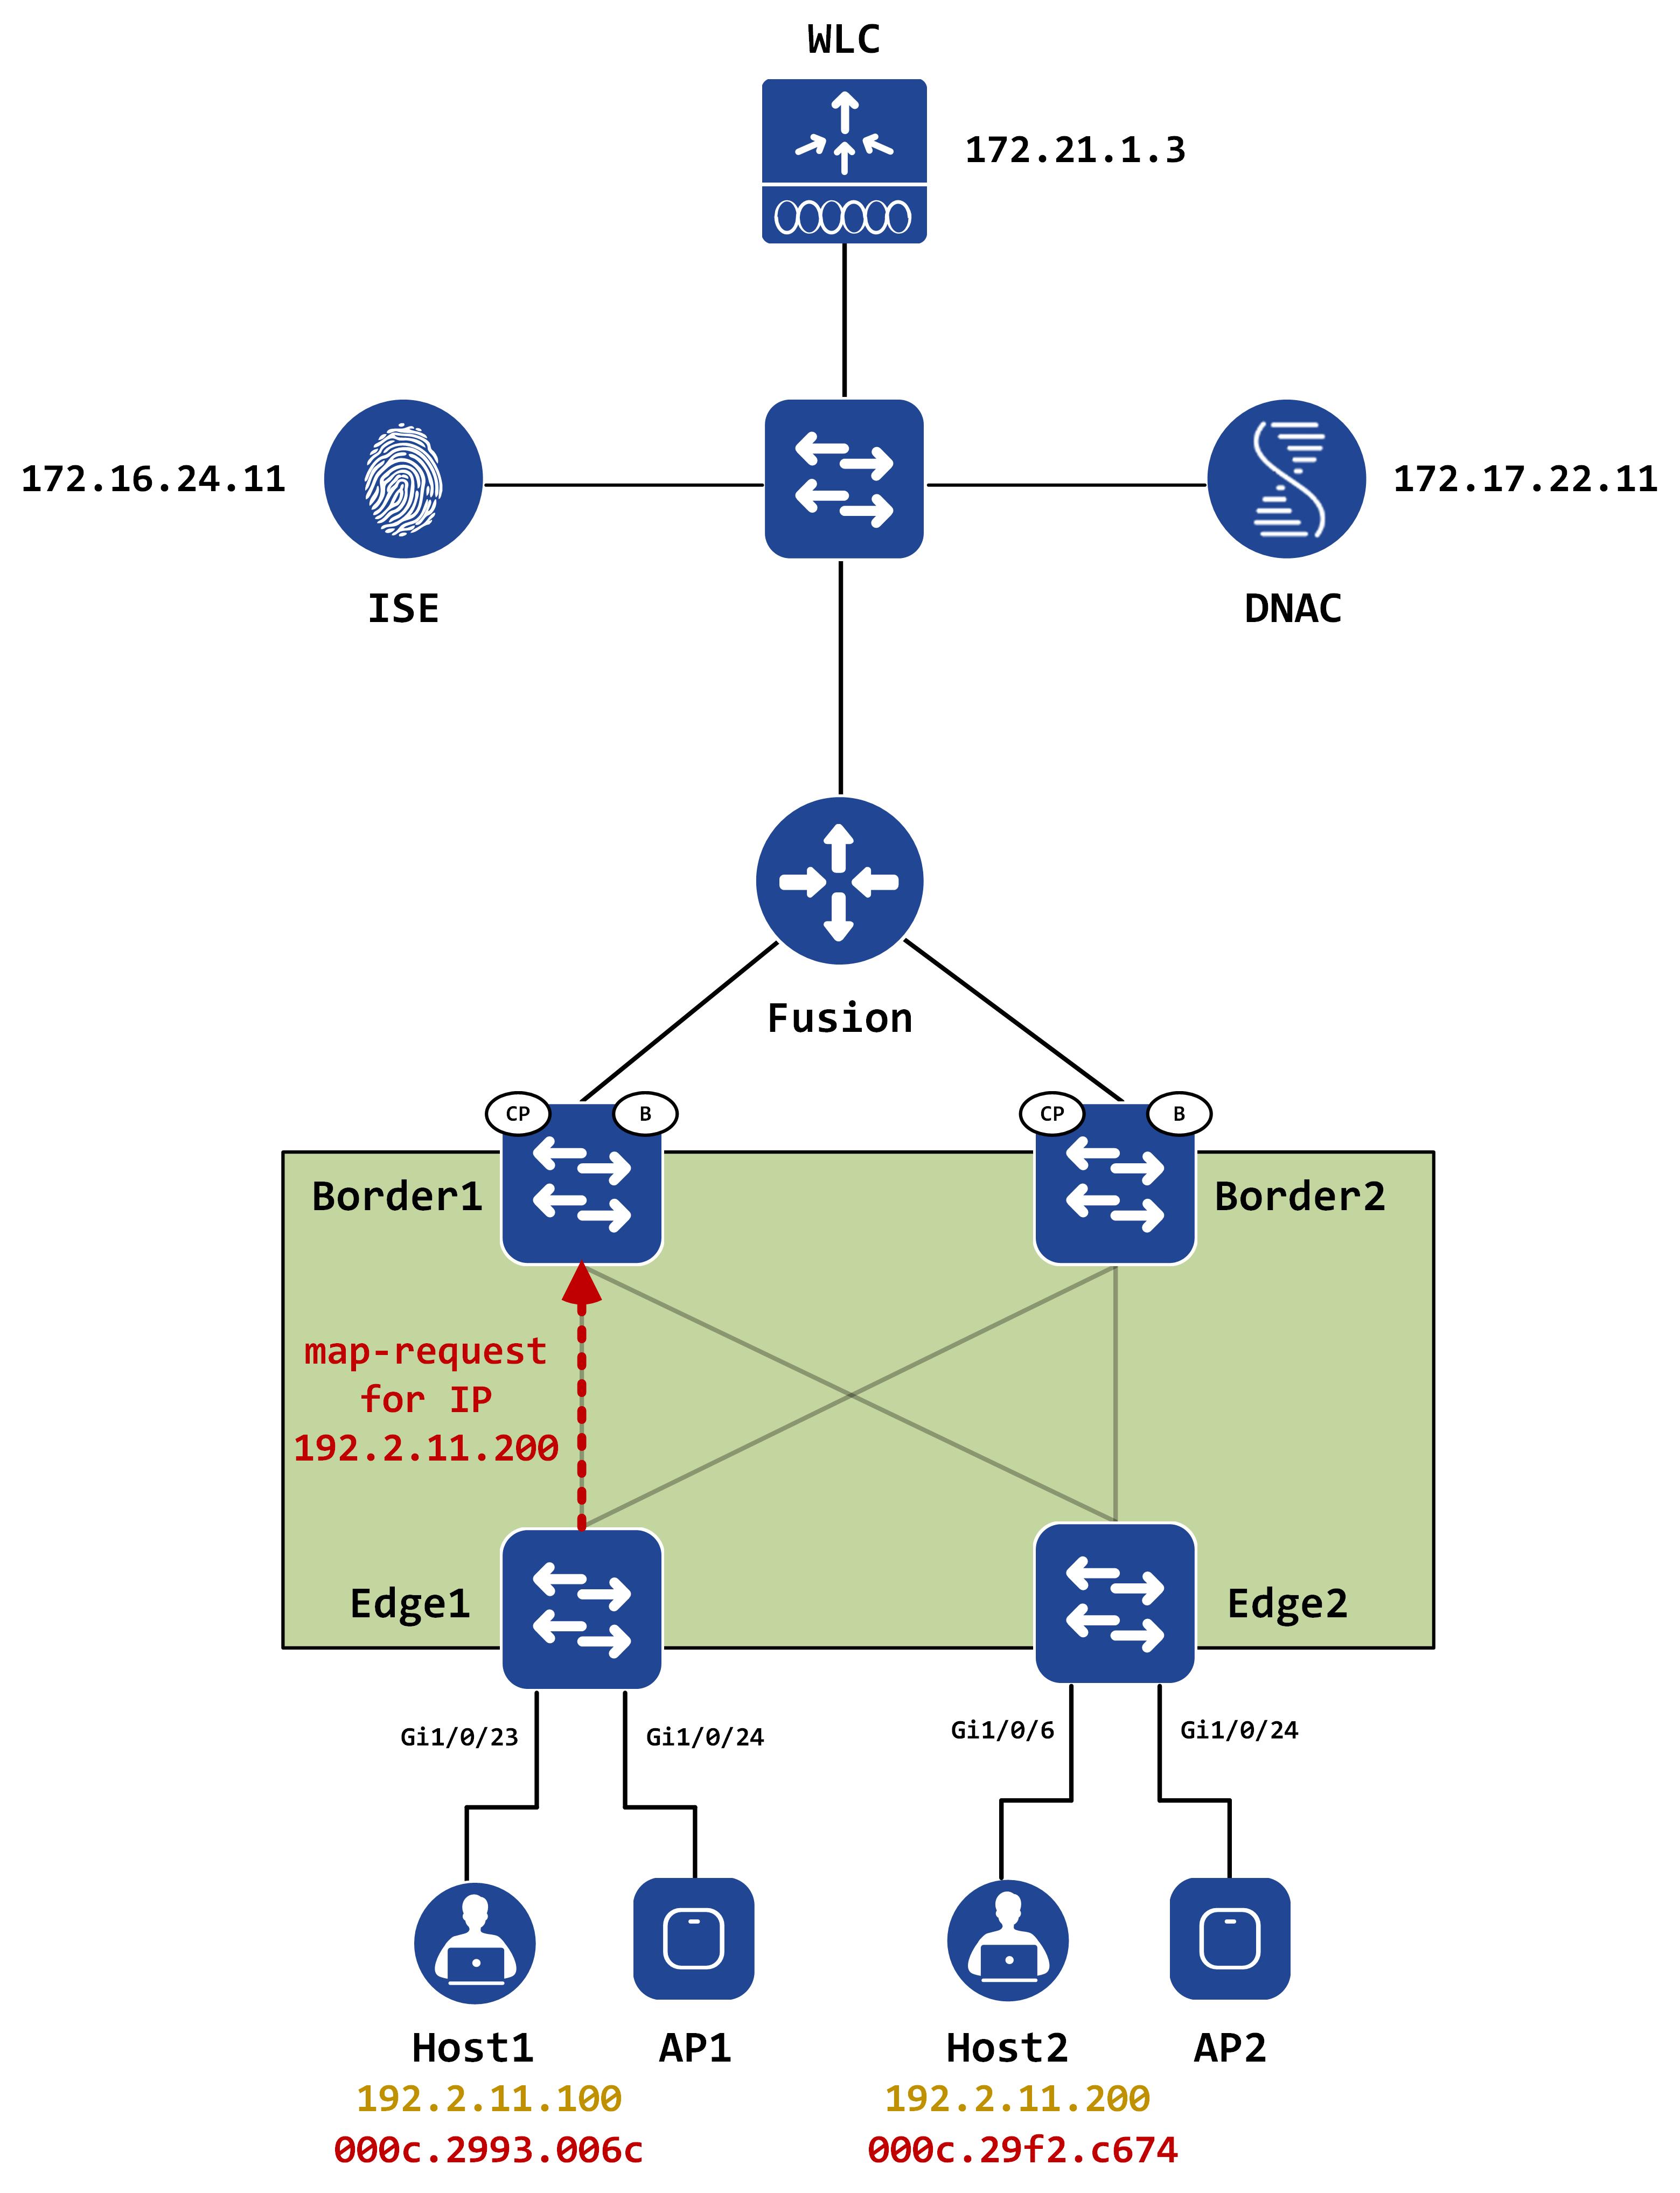 WLC
172.21.1.3
172.16.24.11
172.17.22.11
ISE
DNAC
Fusion
CP
B
CP
B
Border1
Border2
map-request
for IP
192.2.11.200
Edge1
Edge2
Gi1/0/23
Gi1/0/24
Gi1/0/6
Gi1/0/24
Host1
AP1
Host2
AP2
192.2.11.100
192.2.11.200
000c.2993.006c
000c.29f2.c674